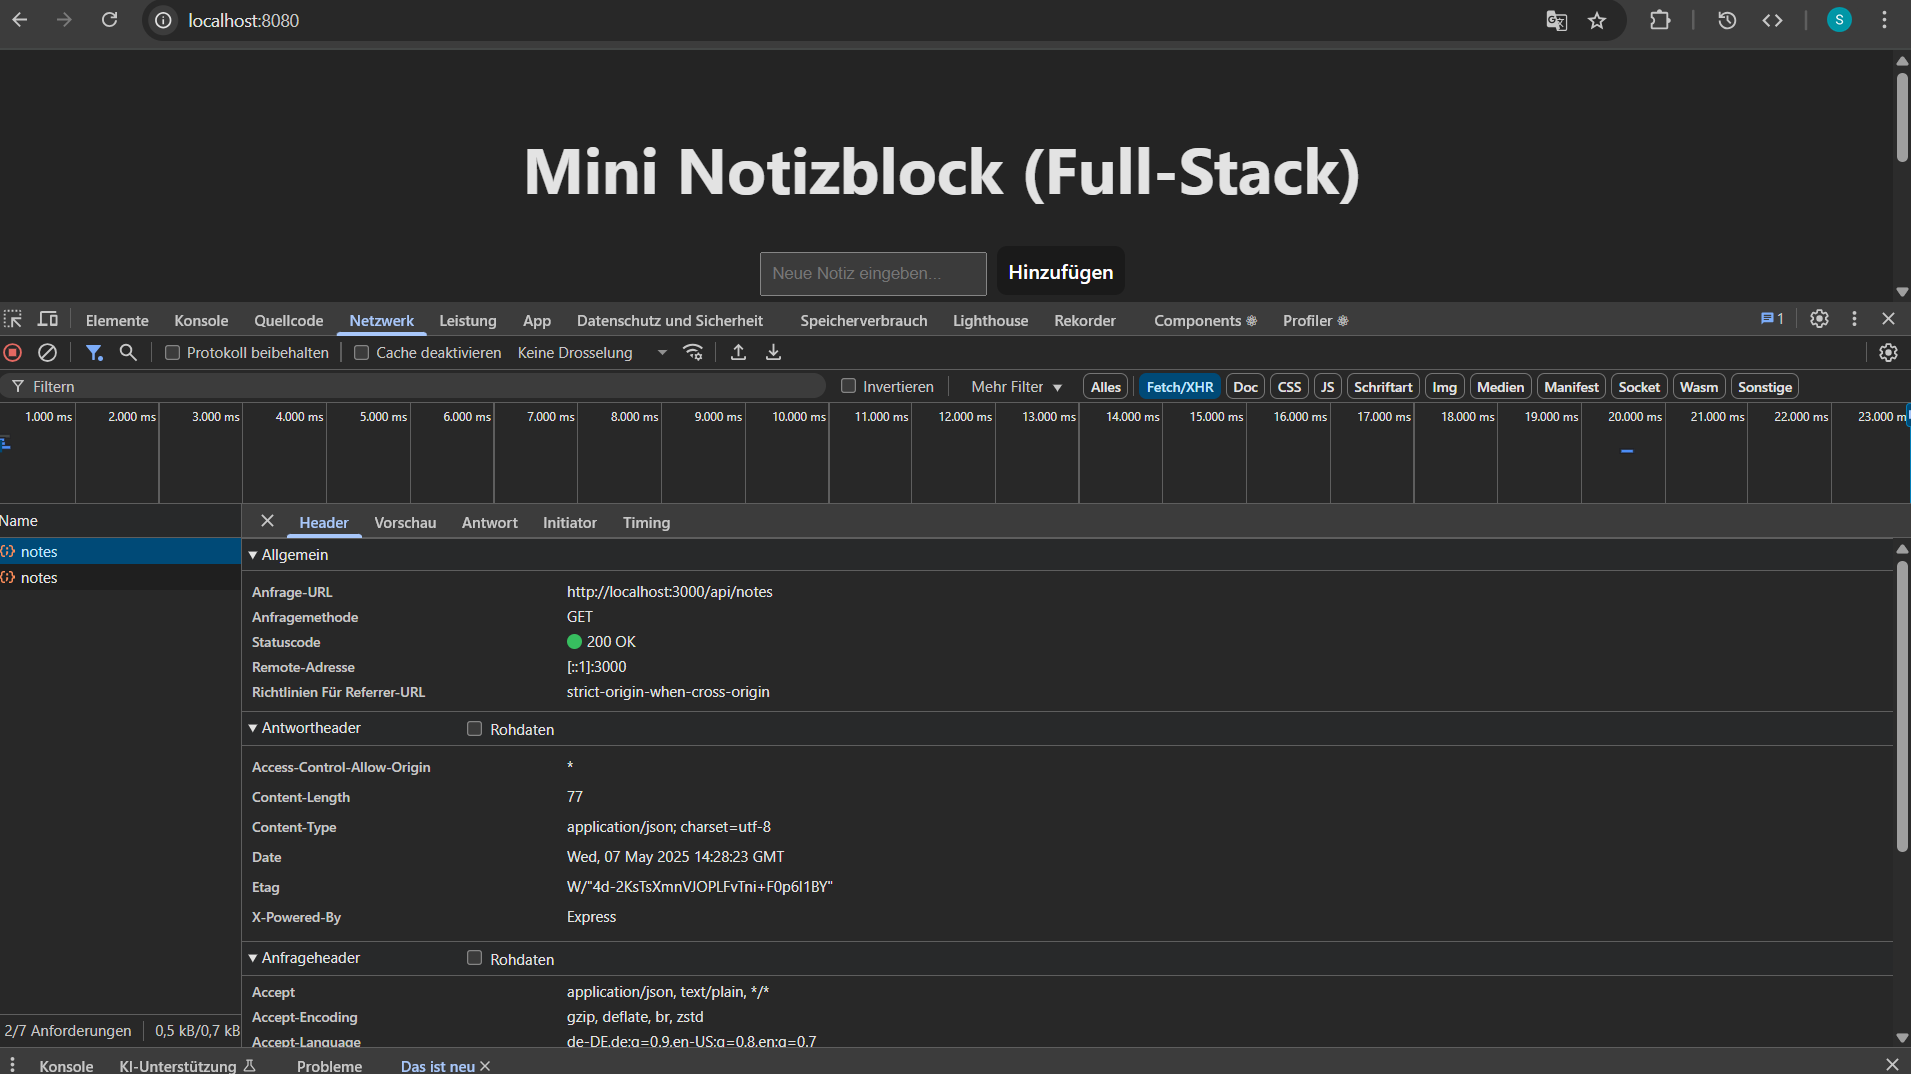 localhost:8080
S
Mini Notizblock (Full-Stack)
Neue Notiz eingeben...
Hinzufügen
Elemente Konsole Quellcode Netzwerk Leistung App Datenschutz und Sicherheit Speicherverbrauch Lighthouse Rekorder Components Profiler 1
Protokoll beibehalten Cache deaktivieren Keine Drosselung
Filtern Invertieren Mehr Filter Alles Fetch/XHR Doc CSS JS Schriftart Img Medien Manifest Socket Wasm Sonstige
1.000 ms 2.000 ms 3.000 ms 4.000 ms 5.000 ms 6.000 ms 7.000 ms 8.000 ms 9.000 ms 10.000 ms 11.000 ms 12.000 ms 13.000 ms 14.000 ms 15.000 ms 16.000 ms 17.000 ms 18.000 ms 19.000 ms 20.000 ms 21.000 ms 22.000 ms 23.000 m
Name
notes
notes
Header Vorschau Antwort Initiator Timing
Allgemein
Anfrage-URL http://localhost:3000/api/notes
Anfragemethode GET
Statuscode 200 OK
Remote-Adresse [::1]:3000
Richtlinien Für Referrer-URL strict-origin-when-cross-origin
Antwortheader Rohdaten
Access-Control-Allow-Origin *
Content-Length 77
Content-Type application/json; charset=utf-8
Date Wed, 07 May 2025 14:28:23 GMT
Etag W/"4d-2KsTsXmnVJOPLFvTni+F0p6I1BY"
X-Powered-By Express
Anfrageheader Rohdaten
Accept application/json, text/plain, */*
Accept-Encoding gzip, deflate, br, zstd
Accept-Language de-DE,de;q=0.9,en-US;q=0.8,en;q=0.7
2/7 Anforderungen 0,5 kB/0,7 kB
Konsole KI-Unterstützung Probleme Das ist neu